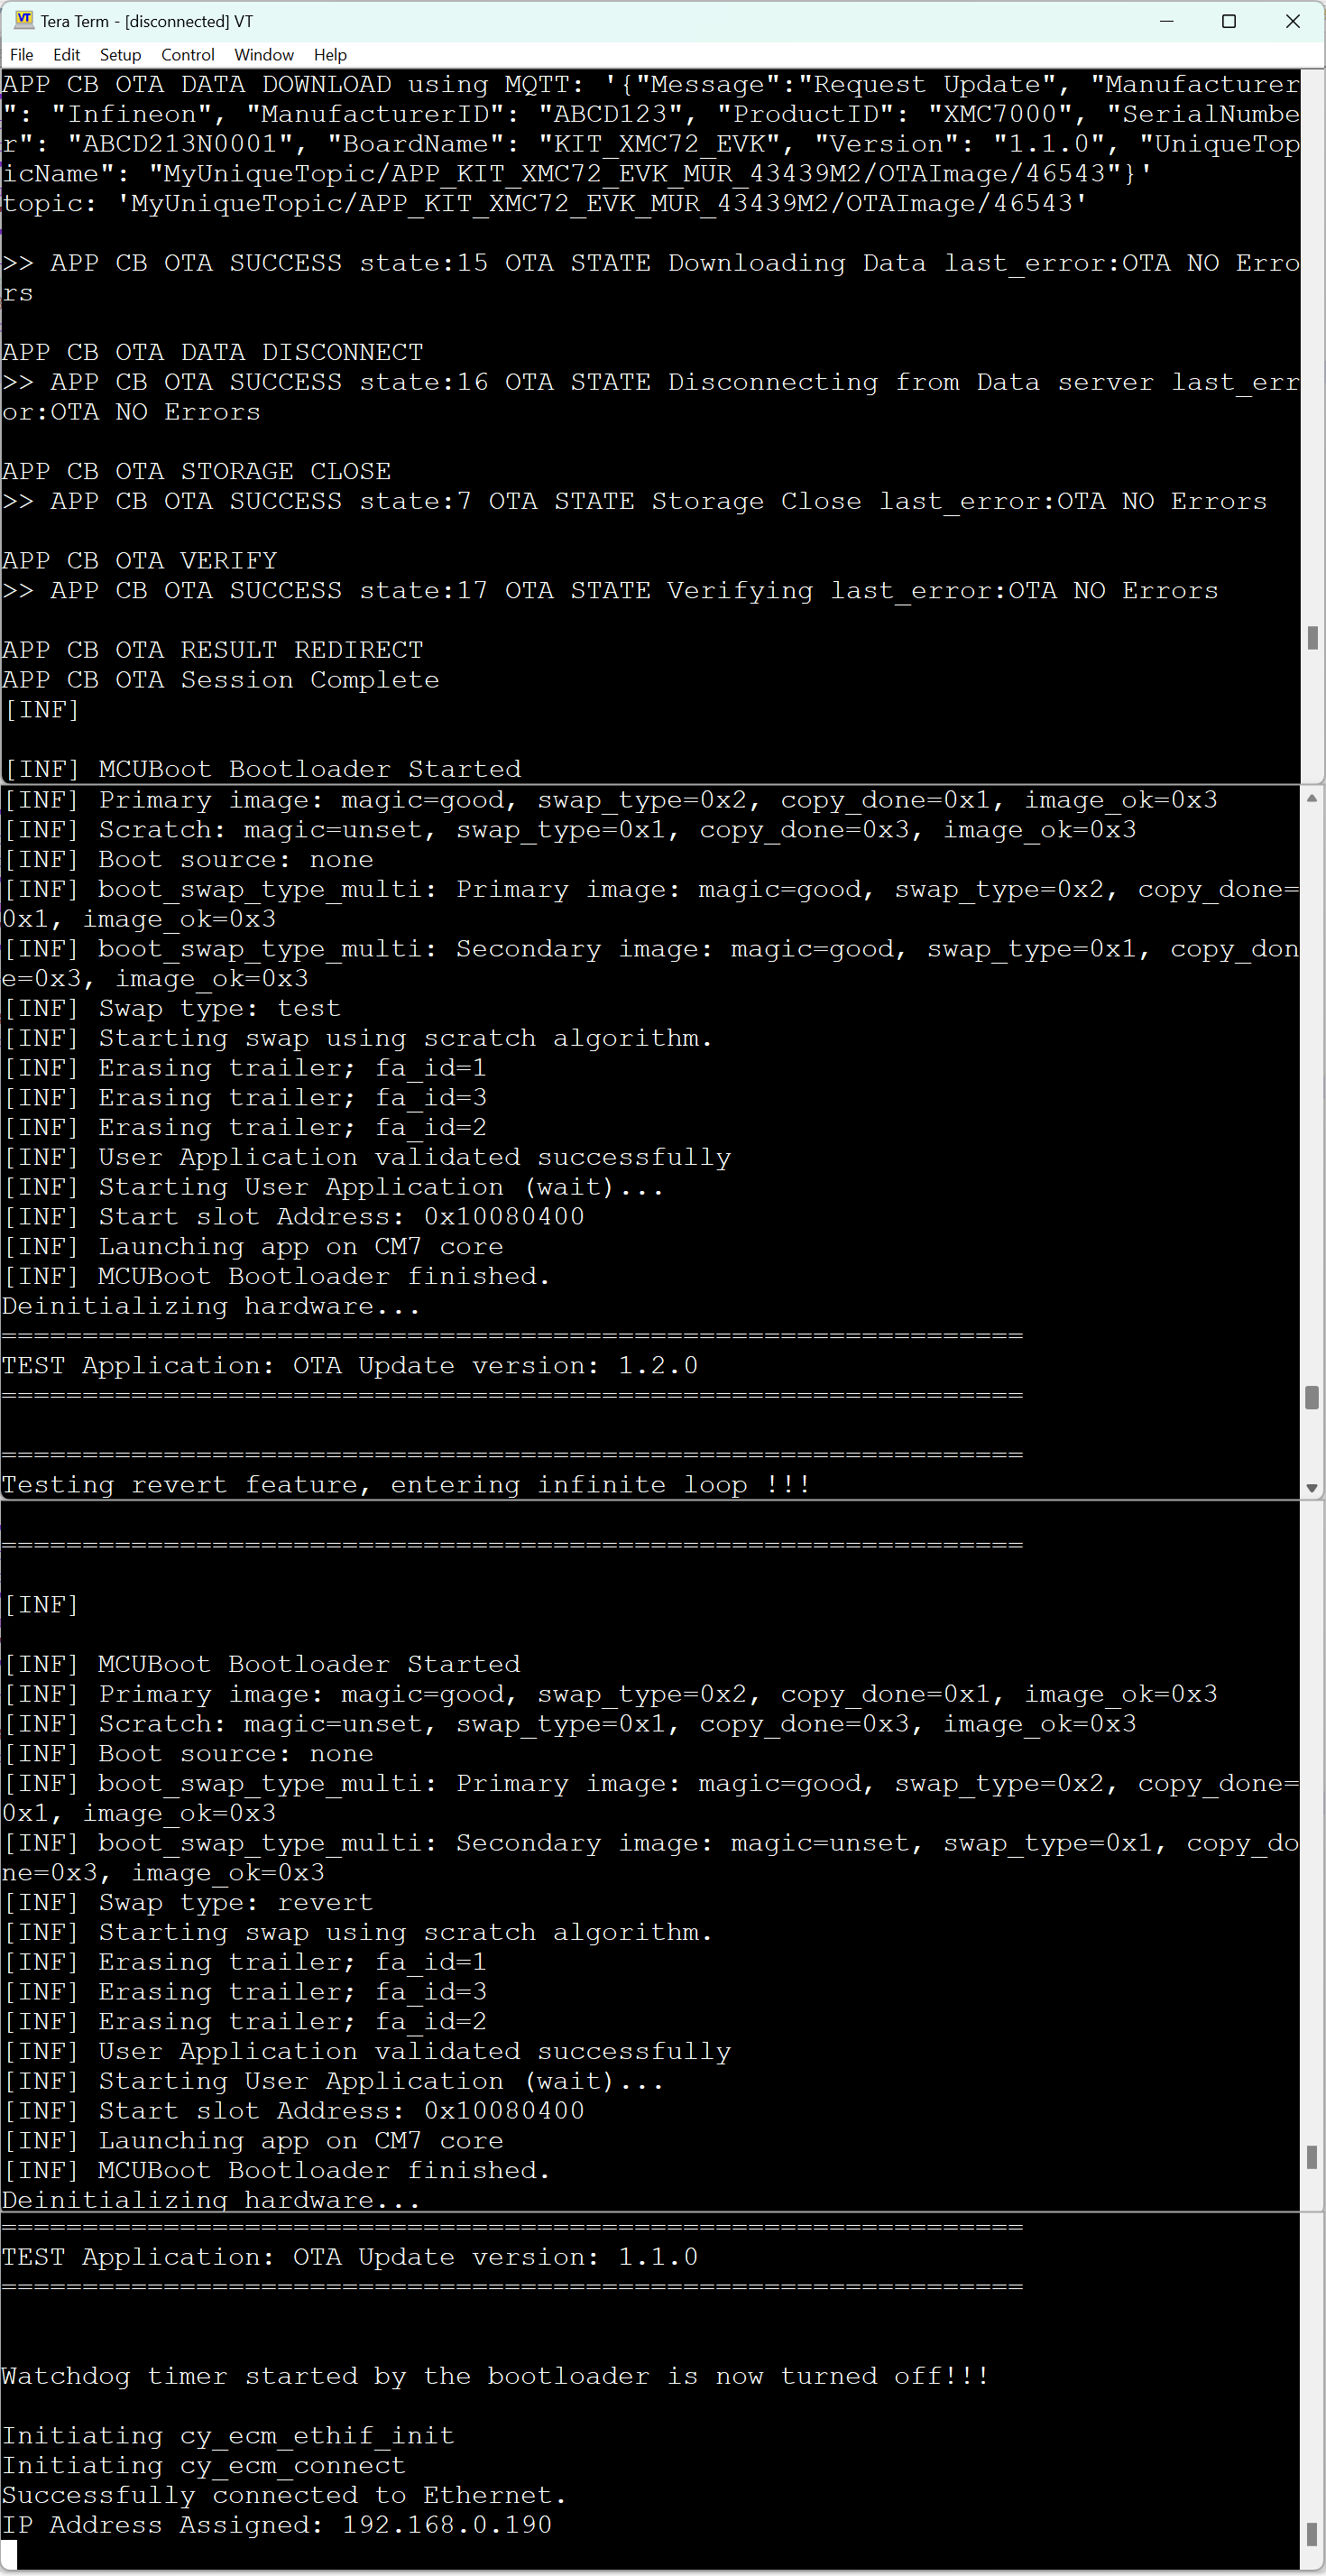 Tera Term - [disconnected] VT
File Edit Setup Control Window Help
APP CB OTA DATA DOWNLOAD using MQTT: '{"Message":"Request Update", "Manufacturer
": "Infineon", "ManufacturerID": "ABCD123", "ProductID": "XMC7000", "SerialNumbe
r": "ABCD213N0001", "BoardName": "KIT_XMC72_EVK", "Version": "1.1.0", "UniqueTop
icName": "MyUniqueTopic/APP_KIT_XMC72_EVK_MUR_43439M2/OTAImage/46543"}'
topic: 'MyUniqueTopic/APP_KIT_XMC72_EVK_MUR_43439M2/OTAImage/46543'
>> APP CB OTA SUCCESS state:15 OTA STATE Downloading Data last_error:OTA NO Erro
rs
APP CB OTA DATA DISCONNECT
>> APP CB OTA SUCCESS state:16 OTA STATE Disconnecting from Data server last_err
or:OTA NO Errors
APP CB OTA STORAGE CLOSE
>> APP CB OTA SUCCESS state:7 OTA STATE Storage Close last_error:OTA NO Errors
APP CB OTA VERIFY
>> APP CB OTA SUCCESS state:17 OTA STATE Verifying last_error:OTA NO Errors
APP CB OTA RESULT REDIRECT
APP CB OTA Session Complete
[INF]
[INF] MCUBoot Bootloader Started
[INF] Primary image: magic=good, swap_type=0x2, copy_done=0x1, image_ok=0x3
[INF] Scratch: magic=unset, swap_type=0x1, copy_done=0x3, image_ok=0x3
[INF] Boot source: none
[INF] boot_swap_type_multi: Primary image: magic=good, swap_type=0x2, copy_done=
0x1, image_ok=0x3
[INF] boot_swap_type_multi: Secondary image: magic=good, swap_type=0x1, copy_don
e=0x3, image_ok=0x3
[INF] Swap type: test
[INF] Starting swap using scratch algorithm.
[INF] Erasing trailer; fa_id=1
[INF] Erasing trailer; fa_id=3
[INF] Erasing trailer; fa_id=2
[INF] User Application validated successfully
[INF] Starting User Application (wait)...
[INF] Start slot Address: 0x10080400
[INF] Launching app on CM7 core
[INF] MCUBoot Bootloader finished.
Deinitializing hardware...
===============================================================
TEST Application: OTA Update version: 1.2.0
===============================================================
===============================================================
Testing revert feature, entering infinite loop !!!
===============================================================
[INF]
[INF] MCUBoot Bootloader Started
[INF] Primary image: magic=good, swap_type=0x2, copy_done=0x1, image_ok=0x3
[INF] Scratch: magic=unset, swap_type=0x1, copy_done=0x3, image_ok=0x3
[INF] Boot source: none
[INF] boot_swap_type_multi: Primary image: magic=good, swap_type=0x2, copy_done=
0x1, image_ok=0x3
[INF] boot_swap_type_multi: Secondary image: magic=unset, swap_type=0x1, copy_do
ne=0x3, image_ok=0x3
[INF] Swap type: revert
[INF] Starting swap using scratch algorithm.
[INF] Erasing trailer; fa_id=1
[INF] Erasing trailer; fa_id=3
[INF] Erasing trailer; fa_id=2
[INF] User Application validated successfully
[INF] Starting User Application (wait)...
[INF] Start slot Address: 0x10080400
[INF] Launching app on CM7 core
[INF] MCUBoot Bootloader finished.
Deinitializing hardware...
===============================================================
TEST Application: OTA Update version: 1.1.0
===============================================================
Watchdog timer started by the bootloader is now turned off!!!
Initiating cy_ecm_ethif_init
Initiating cy_ecm_connect
Successfully connected to Ethernet.
IP Address Assigned: 192.168.0.190